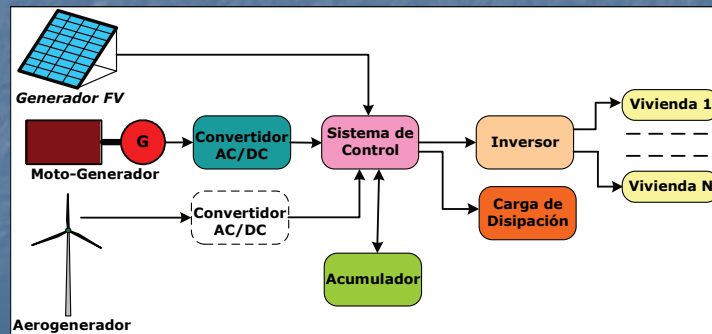 Generador FV
Moto-Generador
G
Convertidor
AC/DC
Sistema de
Control
Inversor
Vivienda 1
Vivienda N
Convertidor
AC/DC
Carga de
Disipación
Acumulador
Aerogenerador